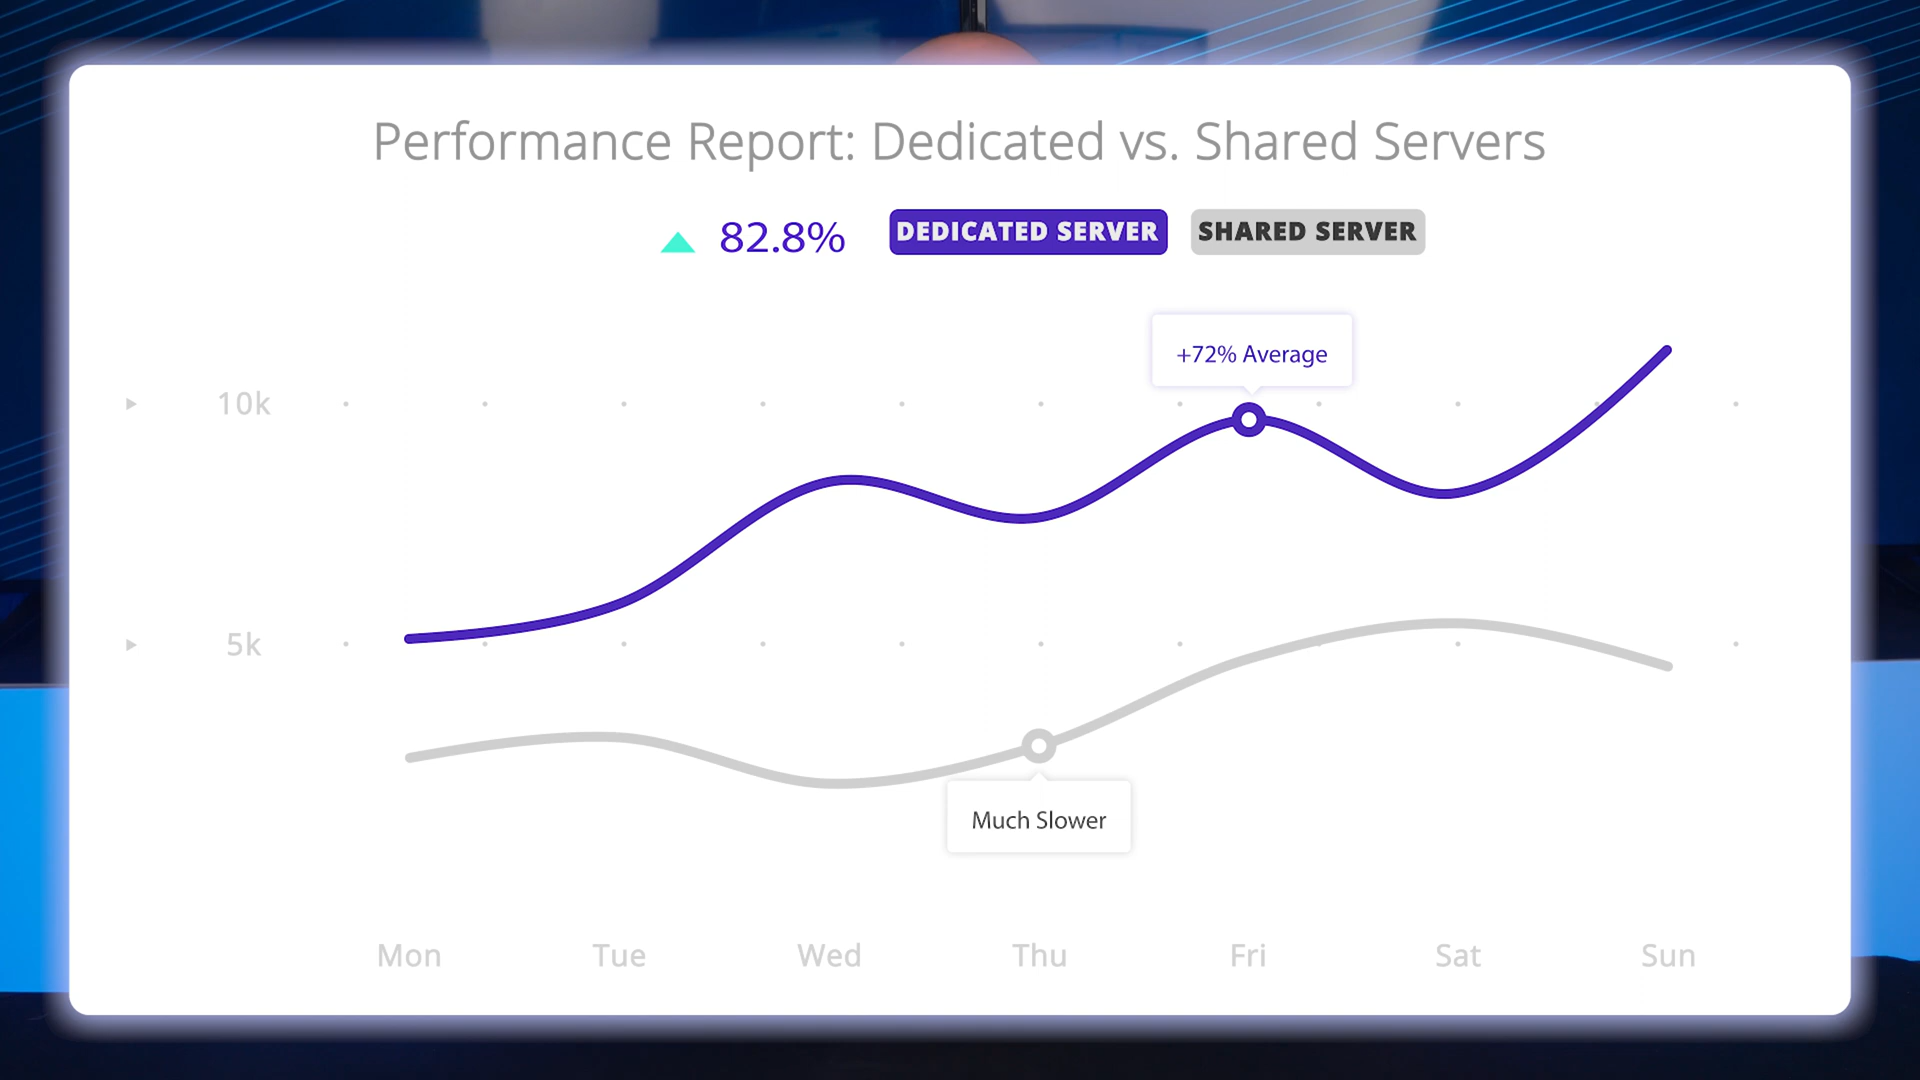 Performance Report: Dedicated vs. Shared Servers
82.8% DEDICATED SERVER SHARED SERVER
+72% Average
10k
5k
Much Slower
Mon Tue Wed Thu Fri Sat Sun